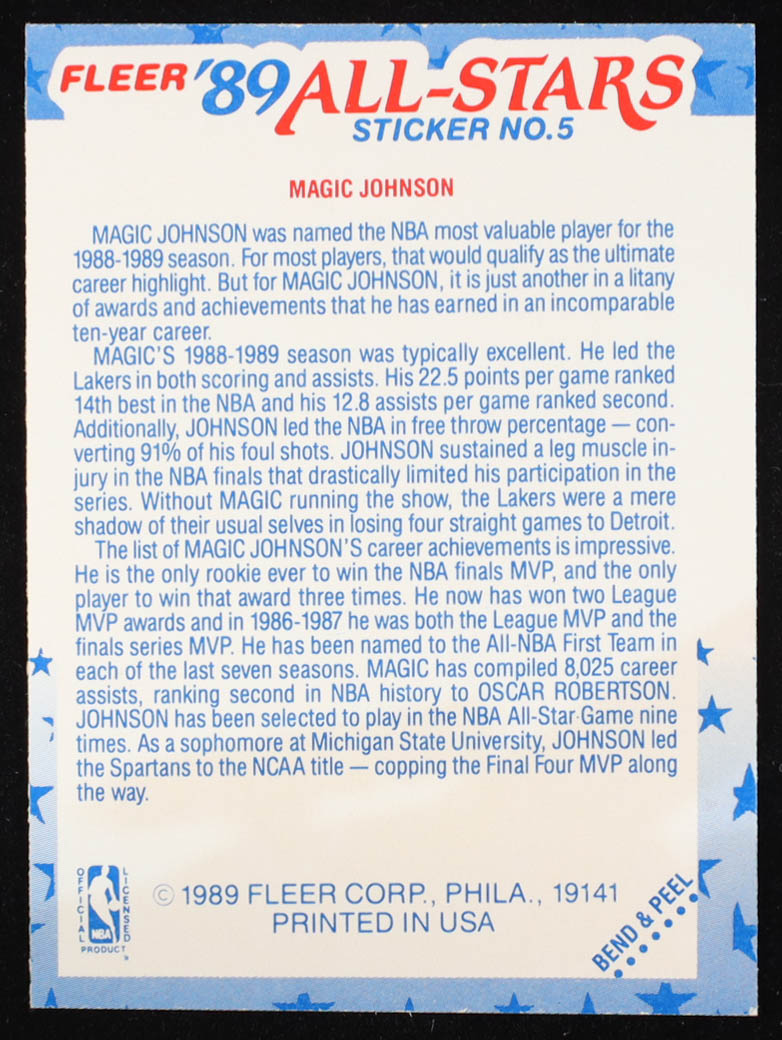 FLEER '89 ALL-STARS
STICKER NO.5
MAGIC JOHNSON
MAGIC JOHNSON was named the NBA most valuable player for the
1988-1989 season. For most players, that would qualify as the ultimate
career highlight. But for MAGIC JOHNSON, it is just another in a litany
of awards and achievements that he has earned in an incomparable
ten-year career.
MAGIC'S 1988-1989 season was typically excellent. He led the
Lakers in both scoring and assists. His 22.5 points per game ranked
14th best in the NBA and his 12.8 assists per game ranked second.
Additionally, JOHNSON led the NBA in free throw percentage — con-
verting 91% of his foul shots. JOHNSON sustained a leg muscle in-
jury in the NBA finals that drastically limited his participation in the
series. Without MAGIC running the show, the Lakers were a mere
shadow of their usual selves in losing four straight games to Detroit.
The list of MAGIC JOHNSON'S career achievements is impressive.
He is the only rookie ever to win the NBA finals MVP, and the only
player to win that award three times. He now has won two League
MVP awards and in 1986-1987 he was both the League MVP and the
finals series MVP. He has been named to the All-NBA First Team in
each of the last seven seasons. MAGIC has compiled 8,025 career
assists, ranking second in NBA history to OSCAR ROBERTSON.
JOHNSON has been selected to play in the NBA All-Star Game nine
times. As a sophomore at Michigan State University, JOHNSON led
the Spartans to the NCAA title — copping the Final Four MVP along
the way.
OFFICIAL
NBA
LICENSED
PRODUCT
© 1989 FLEER CORP., PHILA., 19141
PRINTED IN USA
BEND & PEEL